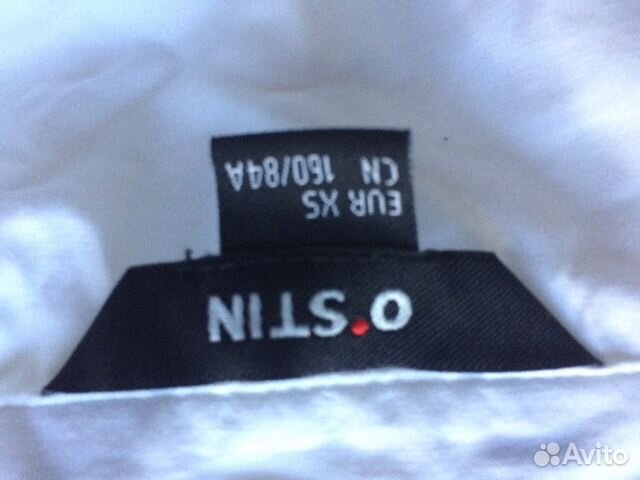 O'STIN
EUR XS
CN 160/84A
Avito